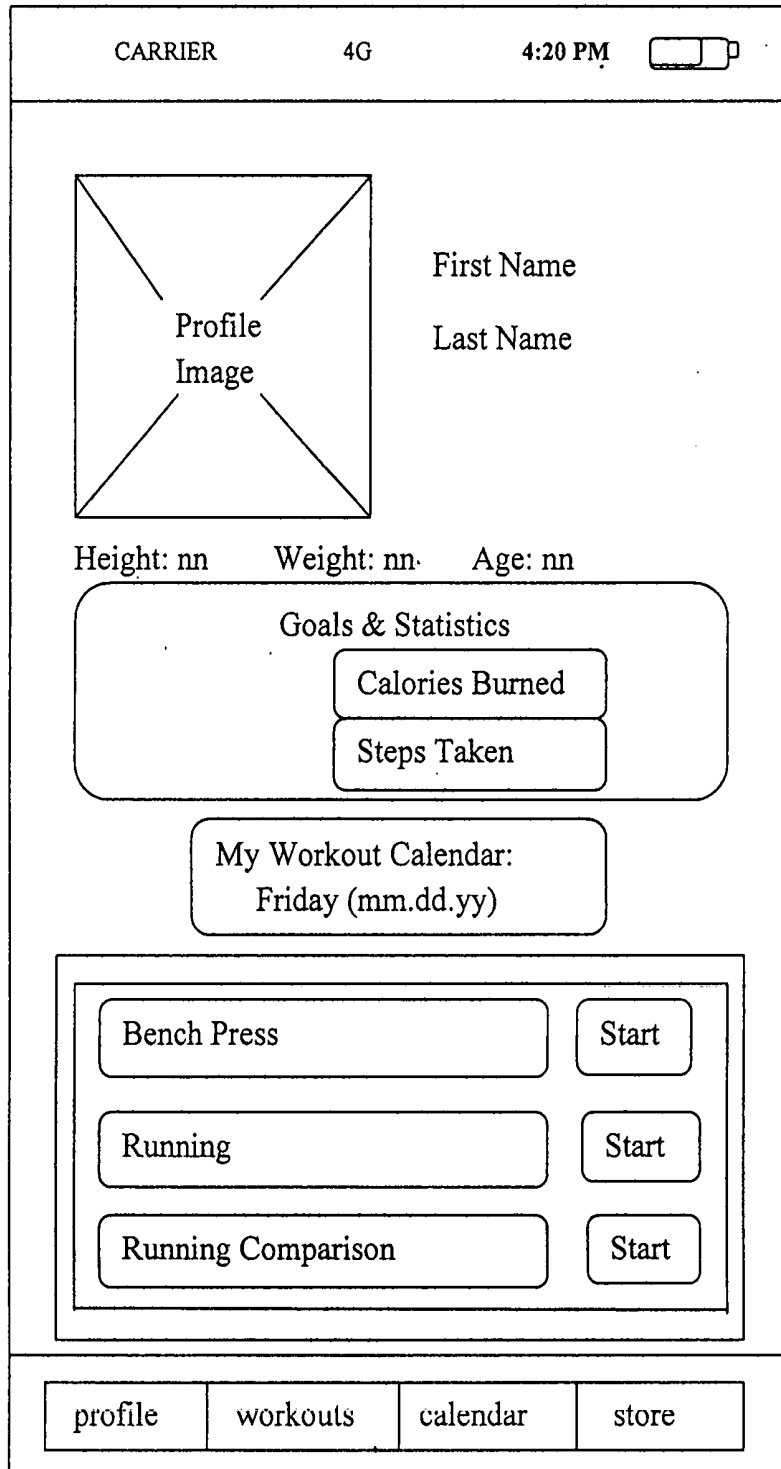 CARRIER 4G 4:20 PM
First Name
Profile
Last Name
Image
Height: nn Weight: nn Age: nn
Goals & Statistics
Calories Burned
Steps Taken
My Workout Calendar:
Friday (mm.dd.yy)
Bench Press Start
Running Start
Running Comparison Start
profile workouts calendar store